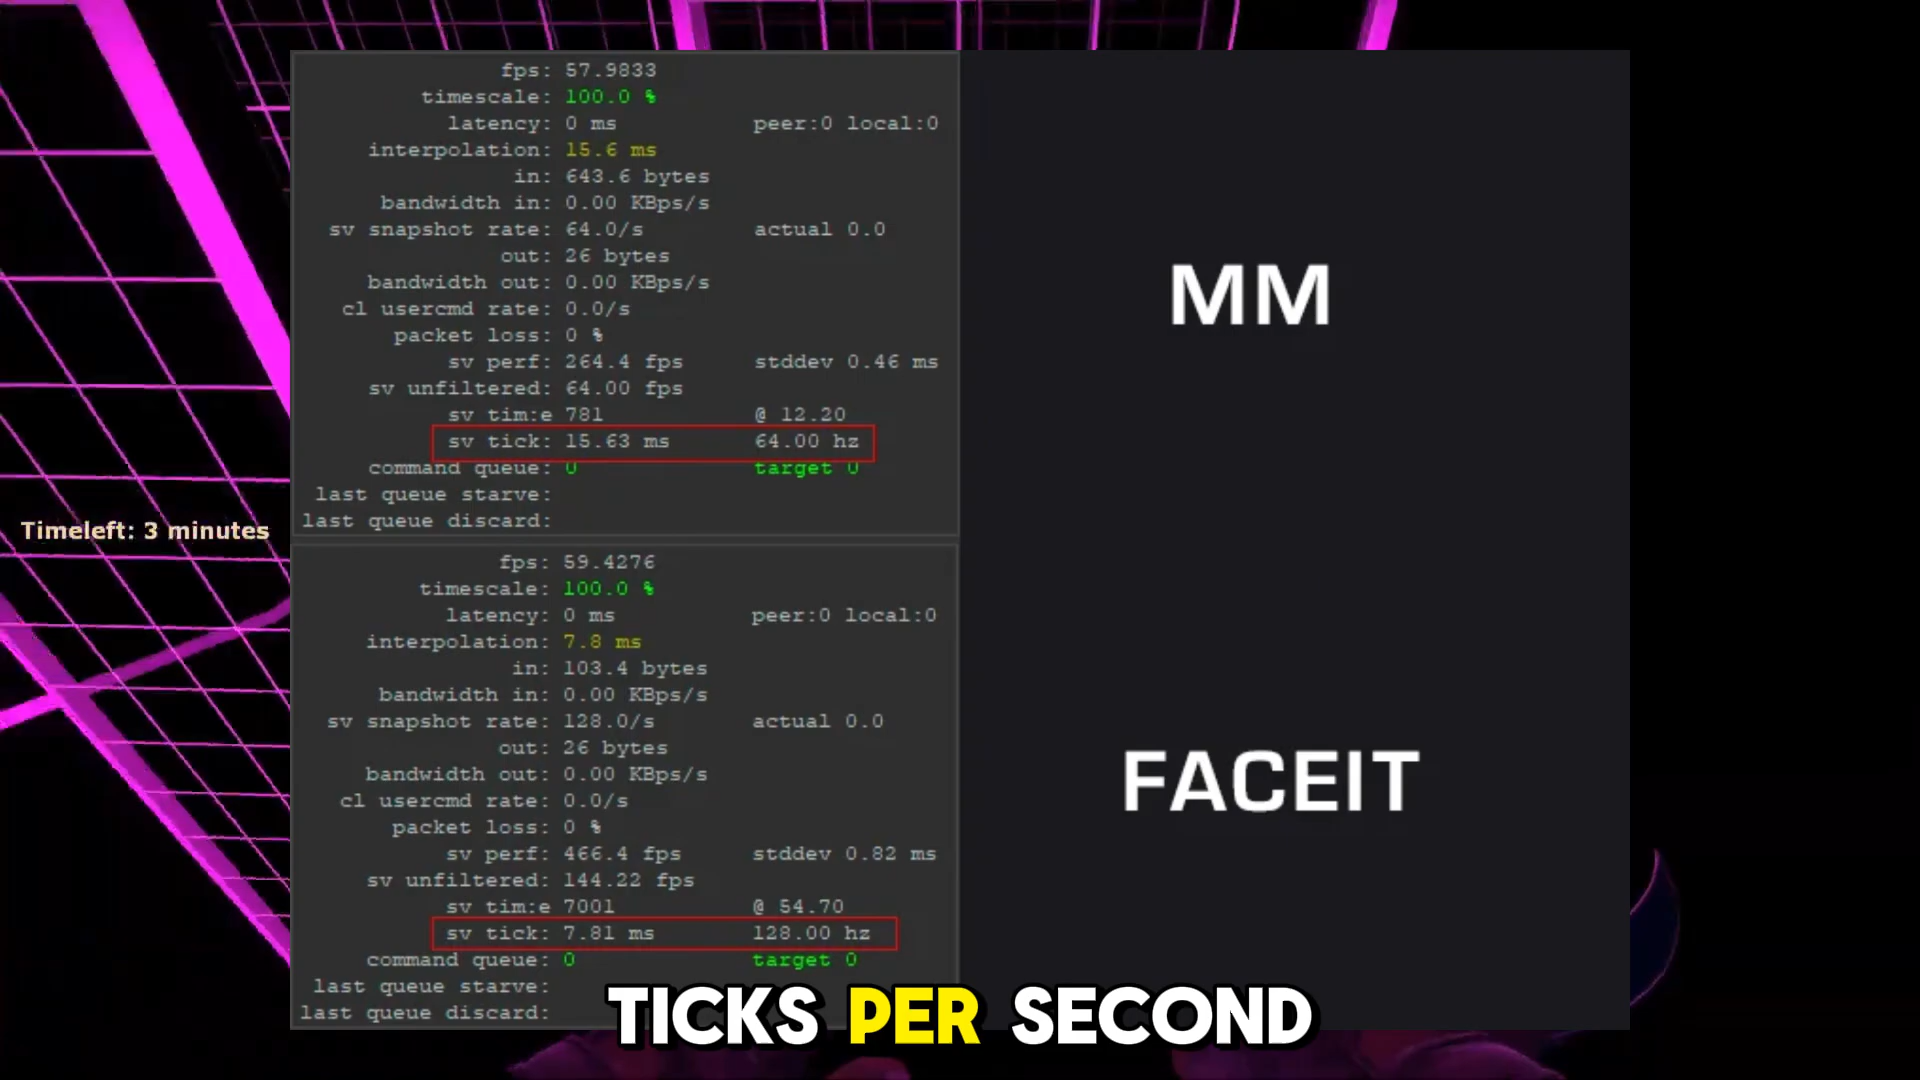 fps: 57.9833
timescale: 100.0 %
latency: 0 ms peer:0 local:0
interpolation: 15.6 ms
in: 643.6 bytes
bandwidth in: 0.00 KBps/s
sv snapshot rate: 64.0/s actual 0.0
out: 26 bytes
bandwidth out: 0.00 KBps/s
cl usercmd rate: 0.0/s
packet loss: 0 %
sv perf: 264.4 fps stddev 0.46 ms
sv unfiltered: 64.00 fps
sv tim:e 781 @ 12.20
sv tick: 15.63 ms 64.00 hz
command queue: 0 target 0
last queue starve:
last queue discard:
MM
Timeleft: 3 minutes
fps: 59.4276
timescale: 100.0 %
latency: 0 ms peer:0 local:0
interpolation: 7.8 ms
in: 103.4 bytes
bandwidth in: 0.00 KBps/s
sv snapshot rate: 128.0/s actual 0.0
out: 26 bytes
bandwidth out: 0.00 KBps/s
cl usercmd rate: 0.0/s
packet loss: 0 %
sv perf: 466.4 fps stddev 0.82 ms
sv unfiltered: 144.22 fps
sv tim:e 7001 @ 54.70
sv tick: 7.81 ms 128.00 hz
command queue: 0 target 0
last queue starve:
last queue discard:
FACEIT
TICKS PER SECOND